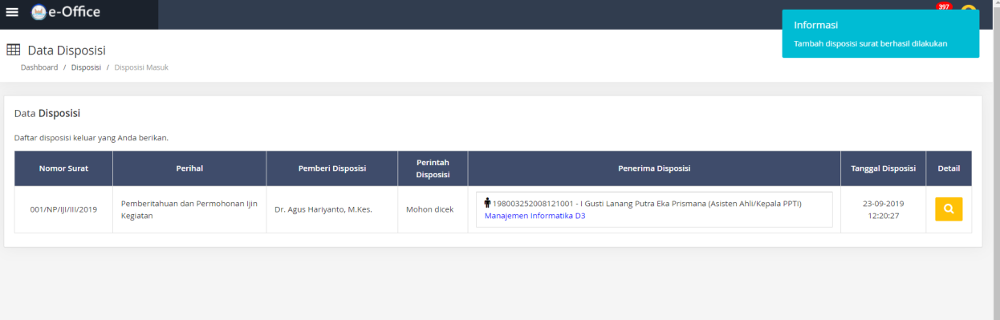 e-Office
397
Informasi
Tambah disposisi surat berhasil dilakukan
Data Disposisi
Dashboard / Disposisi / Disposisi Masuk
Data Disposisi
Daftar disposisi keluar yang Anda berikan.
Nomor Surat
Perihal
Pemberi Disposisi
Perintah
Disposisi
Penerima Disposisi
Tanggal Disposisi
Detail
001/NP/IJI/III/2019
Pemberitahuan dan Permohonan Ijin
Kegiatan
Dr. Agus Hariyanto, M.Kes.
Mohon dicek
198003252008121001 - I Gusti Lanang Putra Eka Prismana (Asisten Ahli/Kepala PPTI)
Manajemen Informatika D3
23-09-2019
12:20:27